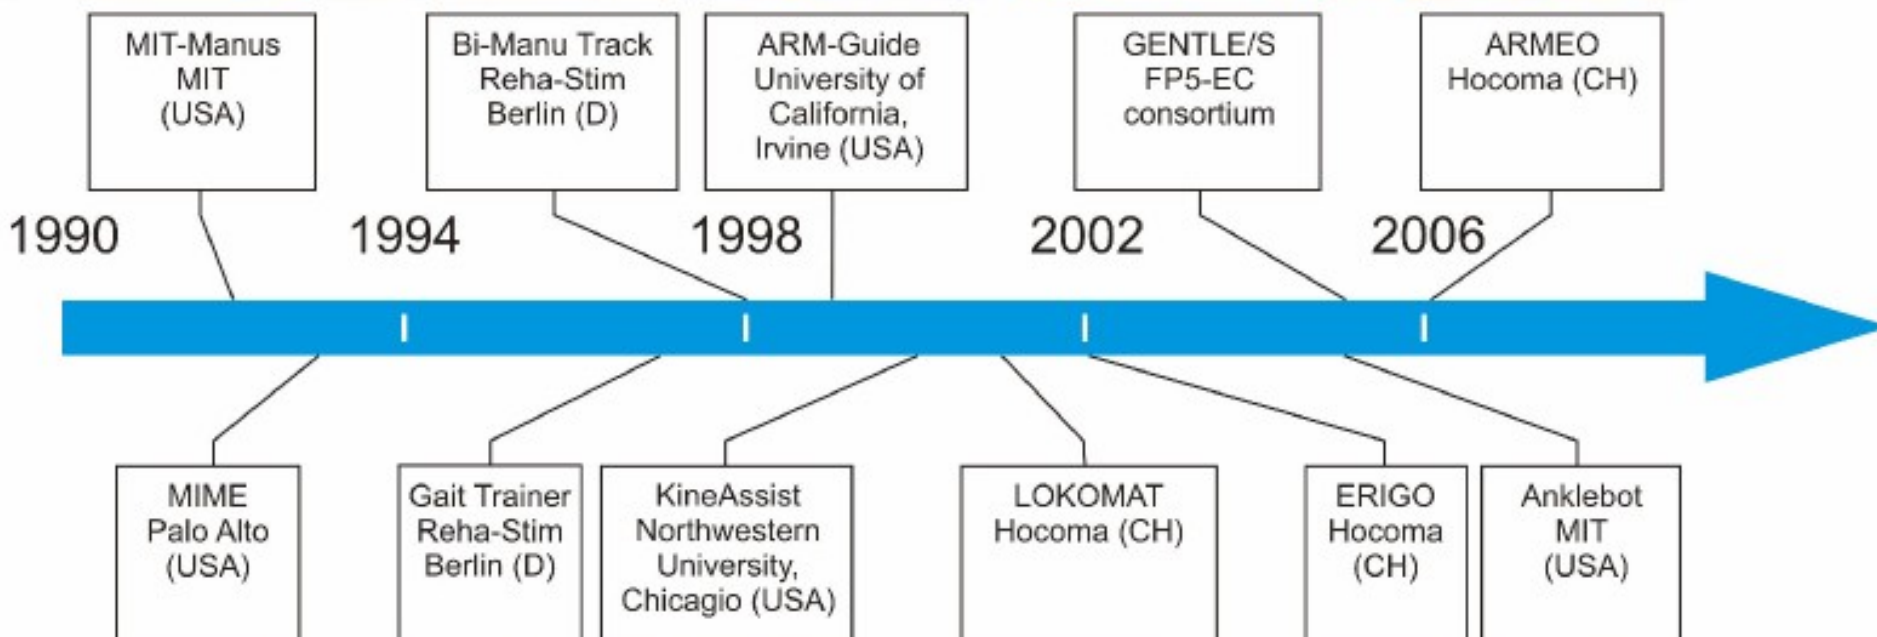 MIT-Manus
MIT
(USA)
Bi-Manu Track
Reha-Stim
Berlin (D)
ARM-Guide
University of
California,
Irvine (USA)
GENTLE/S
FP5-EC
consortium
ARMEO
Hocoma (CH)
1990
1994
1998
2002
2006
MIME
Palo Alto
(USA)
Gait Trainer
Reha-Stim
Berlin (D)
KineAssist
Northwestern
University,
Chicagio (USA)
LOKOMAT
Hocoma (CH)
ERIGO
Hocoma
(CH)
Anklebot
MIT
(USA)